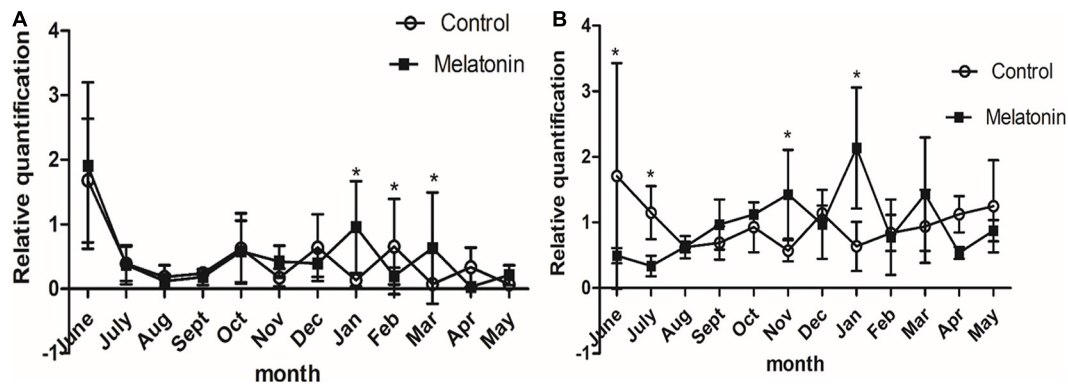 A
Relative quantification
4
3
2
1
0
-1
Control
Melatonin
* * *
June July Aug Sept Oct Nov Dec Jan Feb Mar Apr May
month
B
Relative quantification
4
3
2
1
0
-1
Control
Melatonin
* * * *
June July Aug Sept Oct Nov Dec Jan Feb Mar Apr May
month